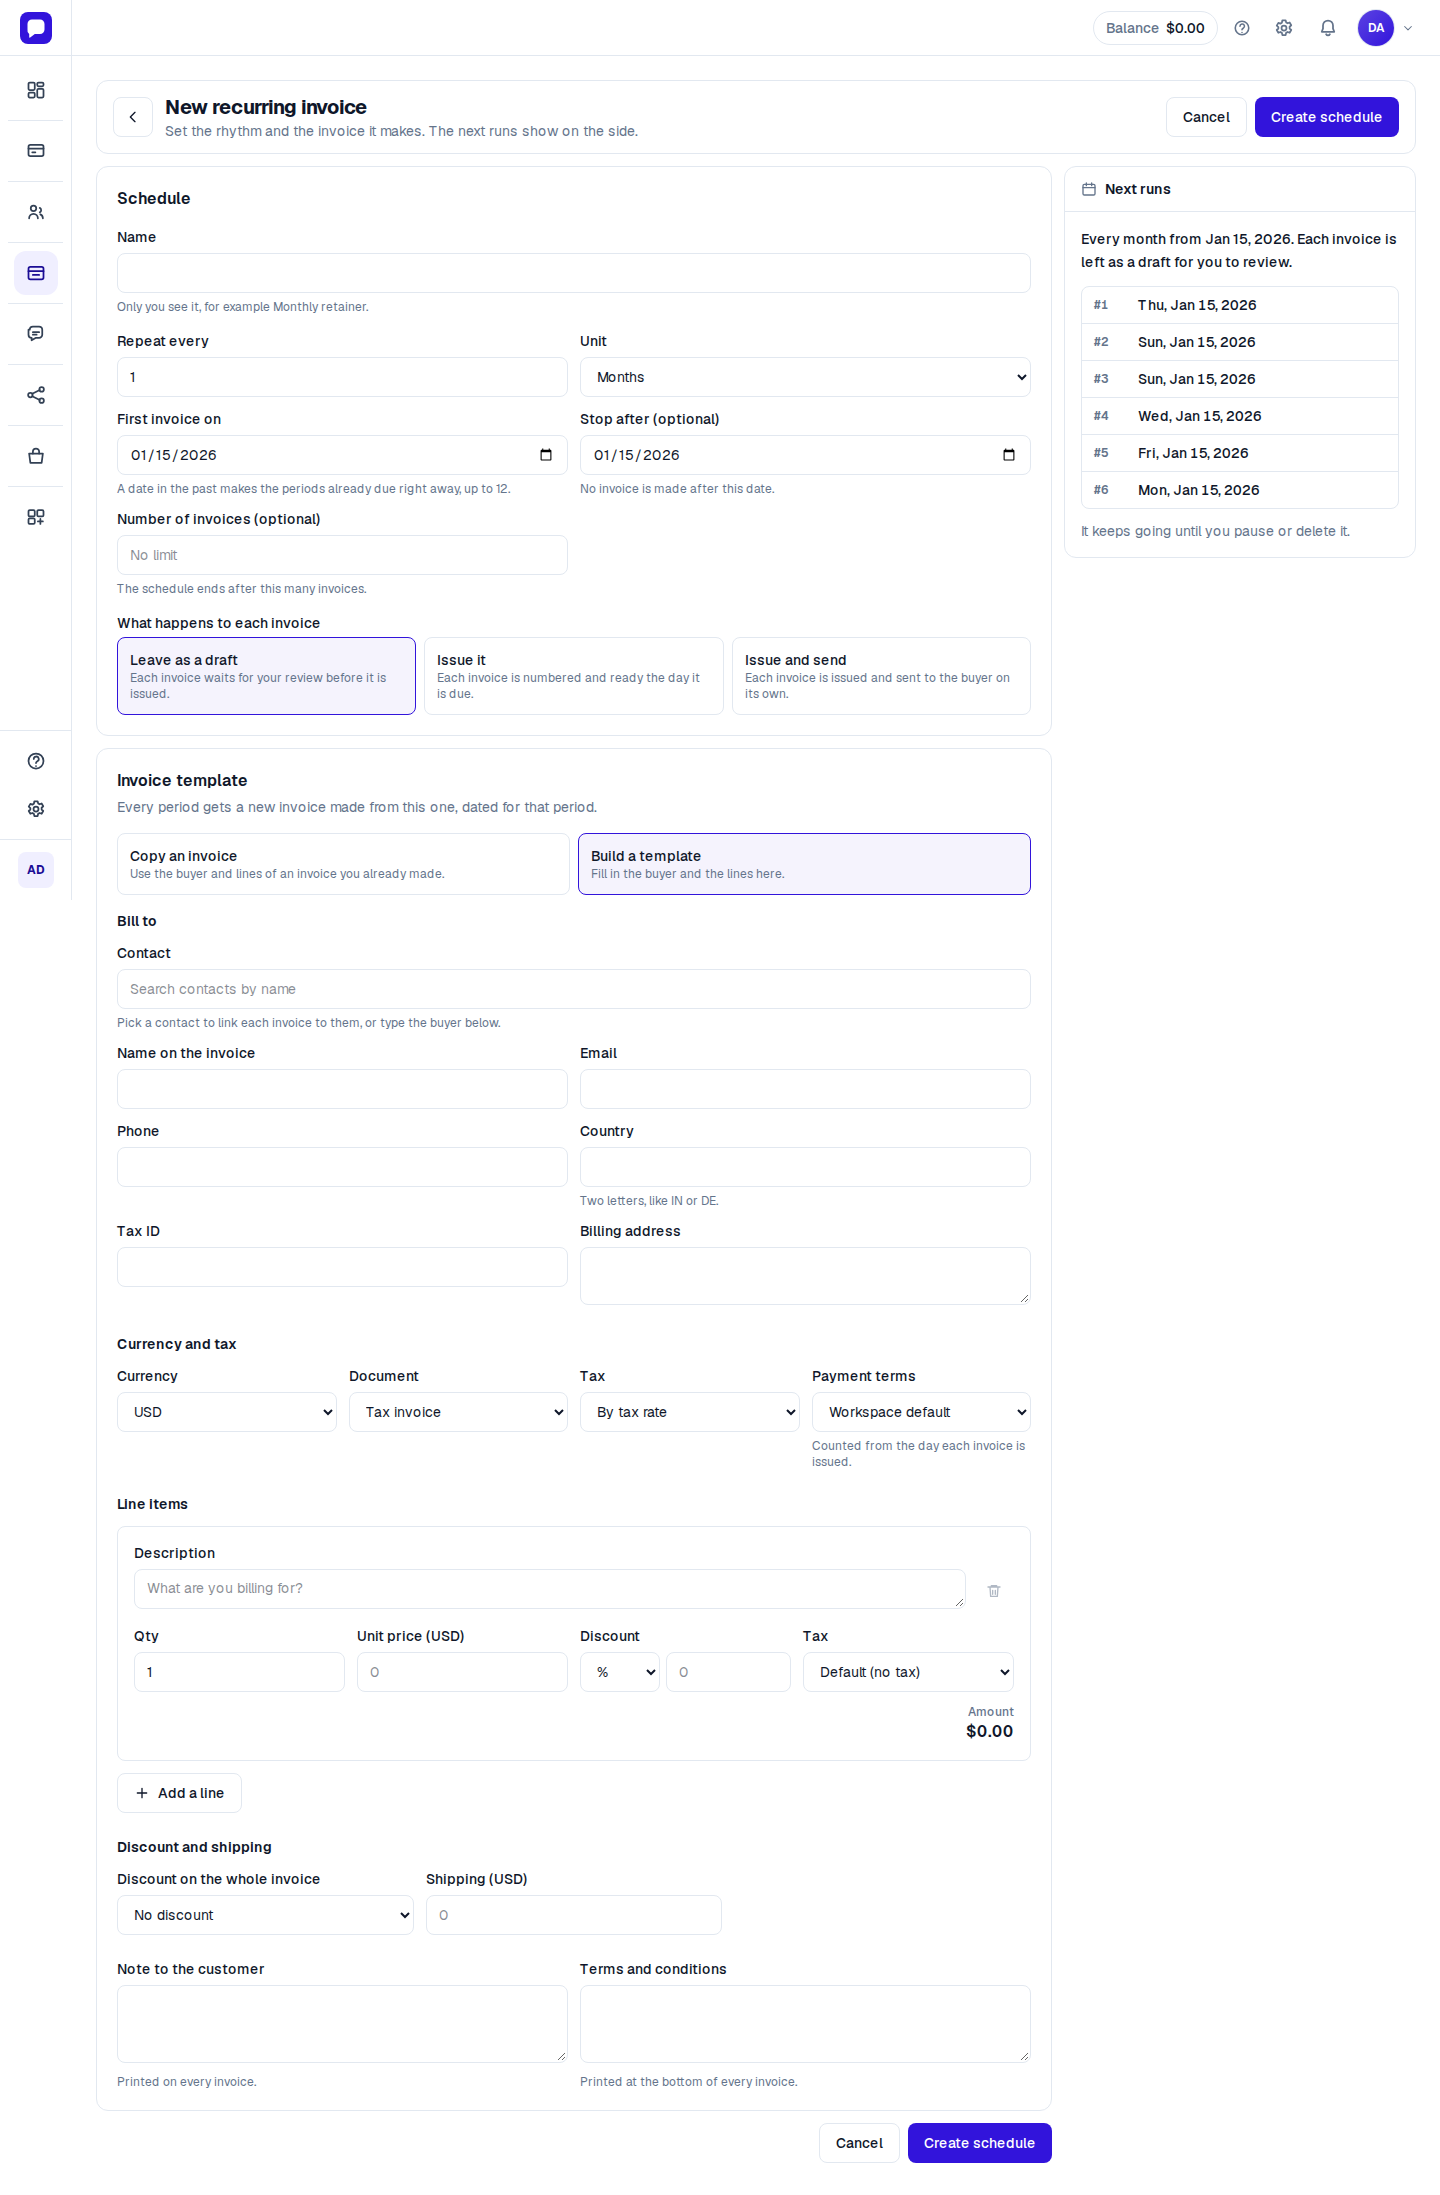 Balance $0.00
DA
New recurring invoice
Set the rhythm and the invoice it makes. The next runs show on the side.
Cancel
Create schedule
Schedule
Name
Only you see it, for example Monthly retainer.
Repeat every
Unit
1
Months
First invoice on
Stop after (optional)
01/15/2026
01/15/2026
A date in the past makes the periods already due right away, up to 12.
No invoice is made after this date.
Number of invoices (optional)
No limit
The schedule ends after this many invoices.
What happens to each invoice
Leave as a draft
Each invoice waits for your review before it is
issued.
Issue it
Each invoice is numbered and ready the day it
is due.
Issue and send
Each invoice is issued and sent to the buyer on
its own.
Next runs
Every month from Jan 15, 2026. Each invoice is
left as a draft for you to review.
#1 Thu, Jan 15, 2026
#2 Sun, Jan 15, 2026
#3 Sun, Jan 15, 2026
#4 Wed, Jan 15, 2026
#5 Fri, Jan 15, 2026
#6 Mon, Jan 15, 2026
It keeps going until you pause or delete it.
AD
Invoice template
Every period gets a new invoice made from this one, dated for that period.
Copy an invoice
Use the buyer and lines of an invoice you already made.
Build a template
Fill in the buyer and the lines here.
Bill to
Contact
Search contacts by name
Pick a contact to link each invoice to them, or type the buyer below.
Name on the invoice
Email
Phone
Country
Two letters, like IN or DE.
Tax ID
Billing address
Currency and tax
Currency
Document
Tax
Payment terms
USD
Tax invoice
By tax rate
Workspace default
Counted from the day each invoice is
issued.
Line items
Description
What are you billing for?
Qty
Unit price (USD)
Discount
Tax
1
0
%
0
Default (no tax)
Amount
$0.00
Add a line
Discount and shipping
Discount on the whole invoice
Shipping (USD)
No discount
0
Note to the customer
Terms and conditions
Printed on every invoice.
Printed at the bottom of every invoice.
Cancel
Create schedule